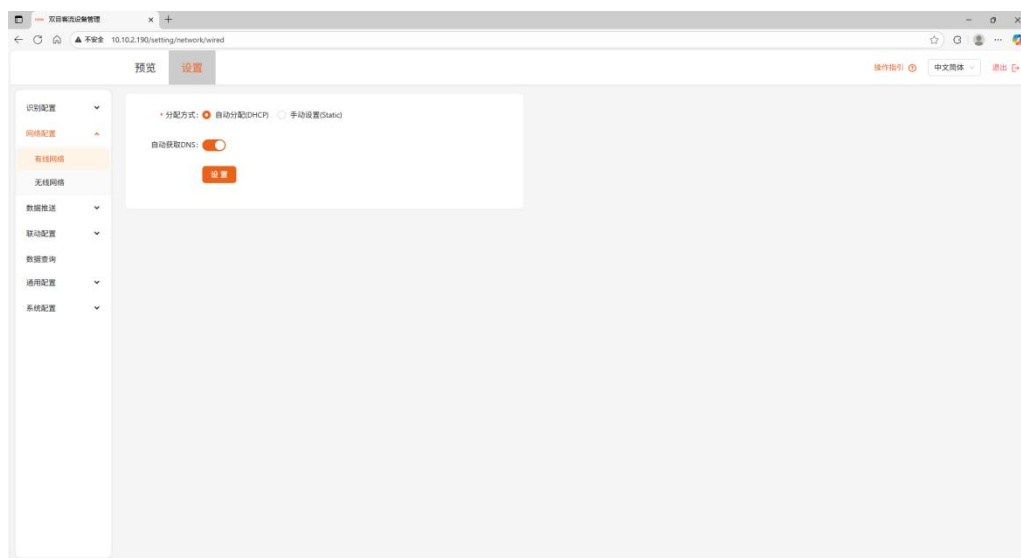 双目客流设备管理
不安全 10.10.2.190/setting/network/wired
预览 设置 操作指引 中文简体 退出
识别配置
网络配置
有线网络
无线网络
数据推送
联动配置
数据查询
通用配置
系统配置
* 分配方式: 自动分配(DHCP) 手动设置(Static)
自动获取DNS:
设置